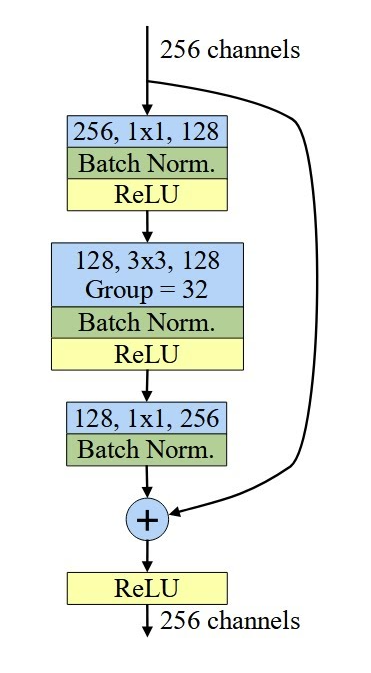 256 channels
256, 1x1, 128
Batch Norm.
ReLU
128, 3x3, 128
Group = 32
Batch Norm.
ReLU
128, 1x1, 256
Batch Norm.
+
ReLU
256 channels